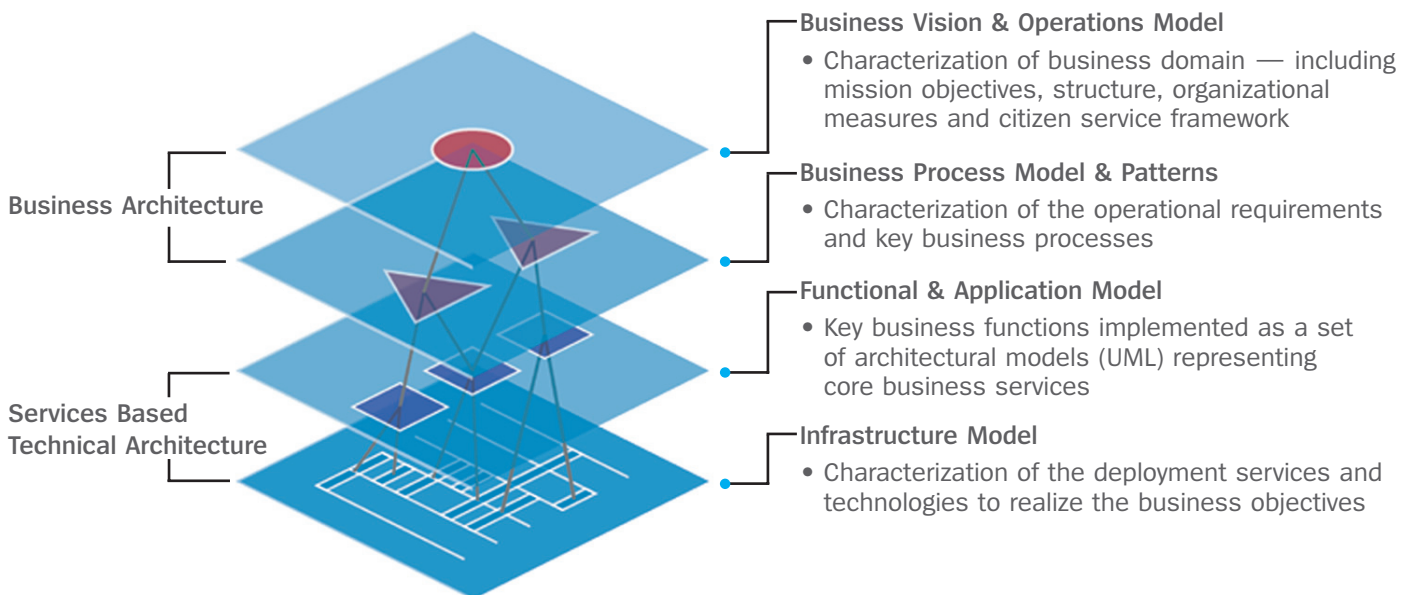 Business Vision & Operations Model
• Characterization of business domain — including
mission objectives, structure, organizational
measures and citizen service framework
Business Process Model & Patterns
• Characterization of the operational requirements
and key business processes
Business Architecture
Functional & Application Model
• Key business functions implemented as a set
of architectural models (UML) representing
core business services
Services Based
Technical Architecture
Infrastructure Model
• Characterization of the deployment services and
technologies to realize the business objectives